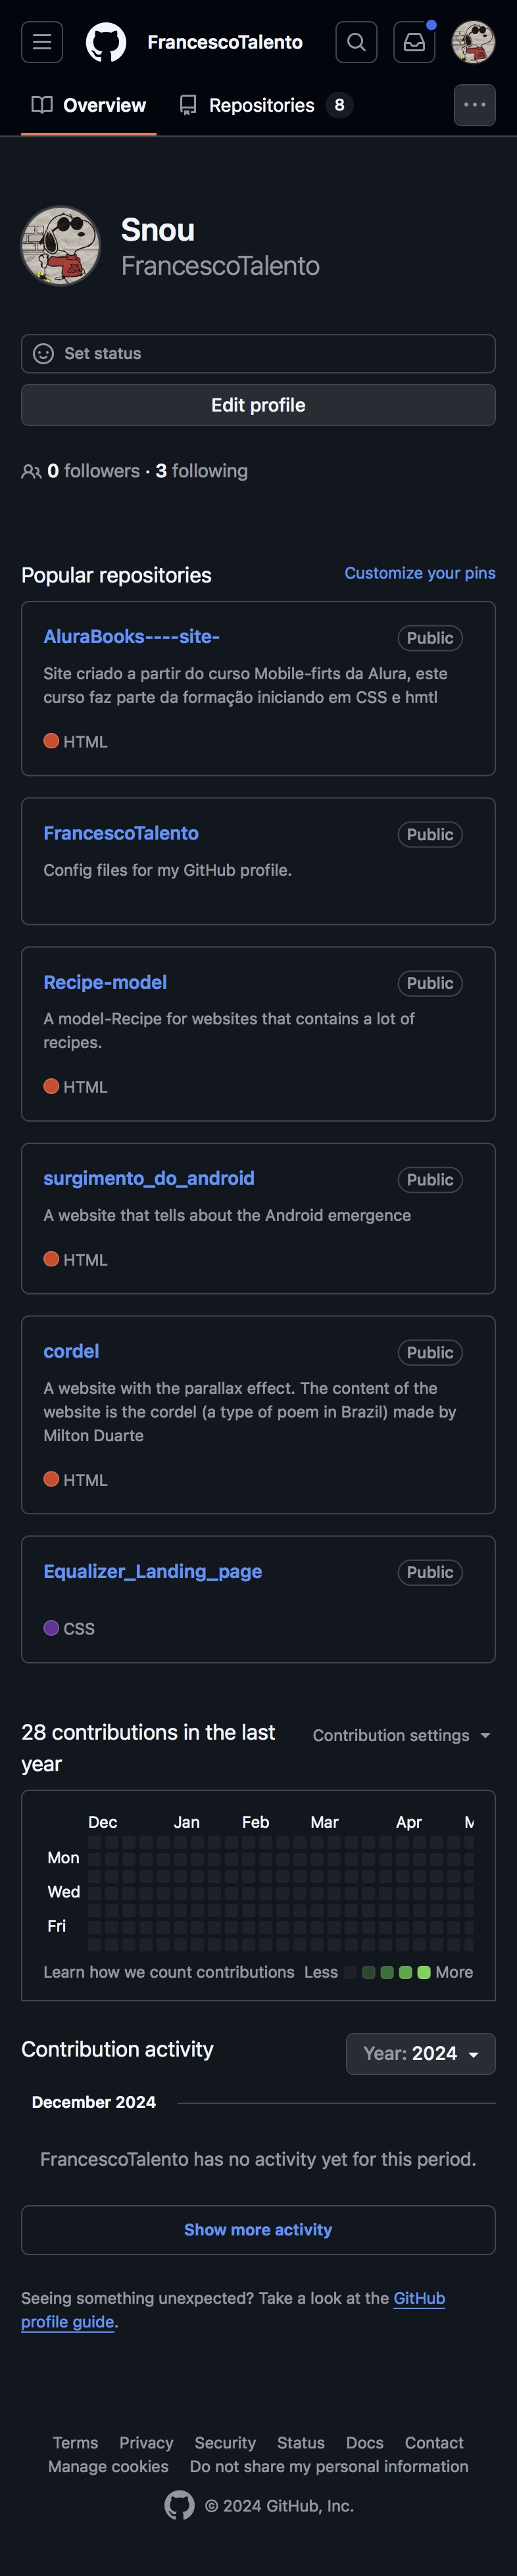 FrancescoTalento
Overview
Repositories 8
Snou
FrancescoTalento
Set status
Edit profile
0 followers · 3 following
Popular repositories
Customize your pins
AluraBooks----site-
Public
Site criado a partir do curso Mobile-firts da Alura, este
curso faz parte da formação iniciando em CSS e hmtl
HTML
FrancescoTalento
Public
Config files for my GitHub profile.
Recipe-model
Public
A model-Recipe for websites that contains a lot of
recipes.
HTML
surgimento_do_android
Public
A website that tells about the Android emergence
HTML
cordel
Public
A website with the parallax effect. The content of the
website is the cordel (a type of poem in Brazil) made by
Milton Duarte
HTML
Equalizer_Landing_page
Public
CSS
28 contributions in the last
year
Contribution settings
Dec Jan Feb Mar Apr
Mon
Wed
Fri
Learn how we count contributions Less More
Contribution activity
Year: 2024
December 2024
FrancescoTalento has no activity yet for this period.
Show more activity
Seeing something unexpected? Take a look at the GitHub
profile guide.
Terms Privacy Security Status Docs Contact
Manage cookies Do not share my personal information
© 2024 GitHub, Inc.